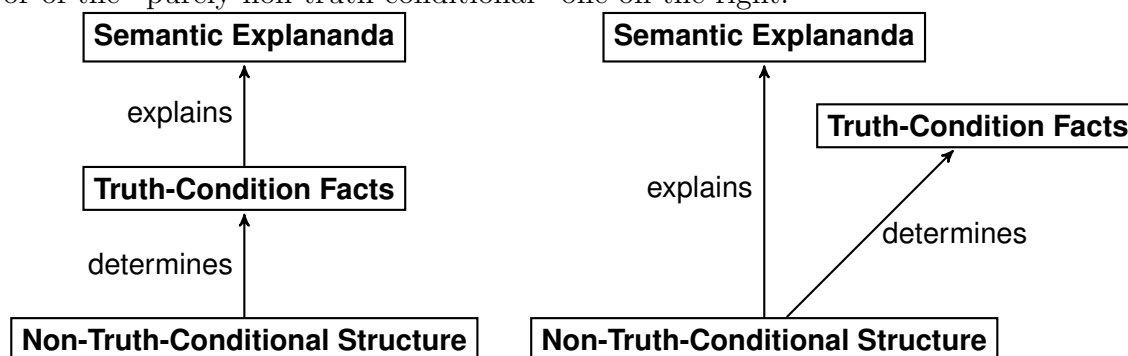 or of the "purely non-truth-conditional" one on the right.
Semantic Explananda
explains
Truth-Condition Facts
determines
Non-Truth-Conditional Structure
Semantic Explananda
Truth-Condition Facts
explains
determines
Non-Truth-Conditional Structure